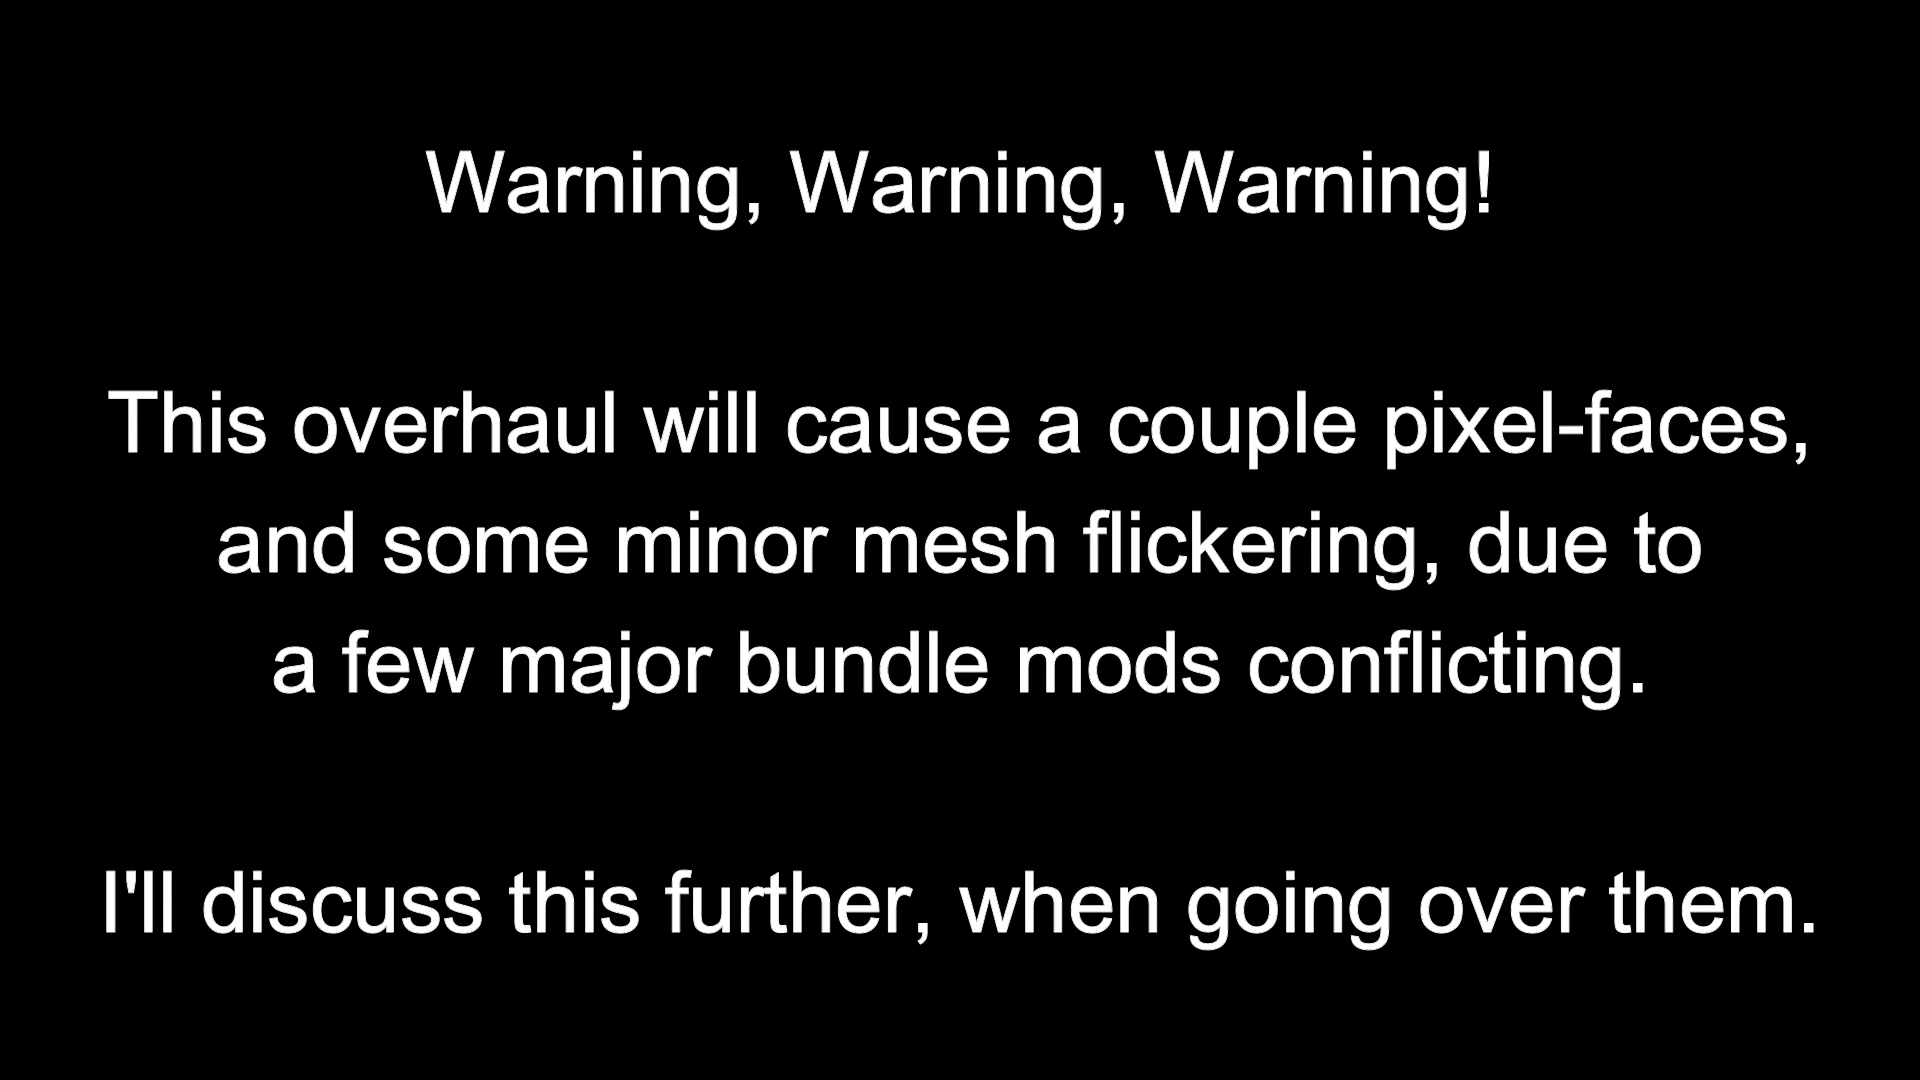 Warning, Warning, Warning!
This overhaul will cause a couple pixel-faces,
and some minor mesh flickering, due to
a few major bundle mods conflicting.
I'll discuss this further, when going over them.